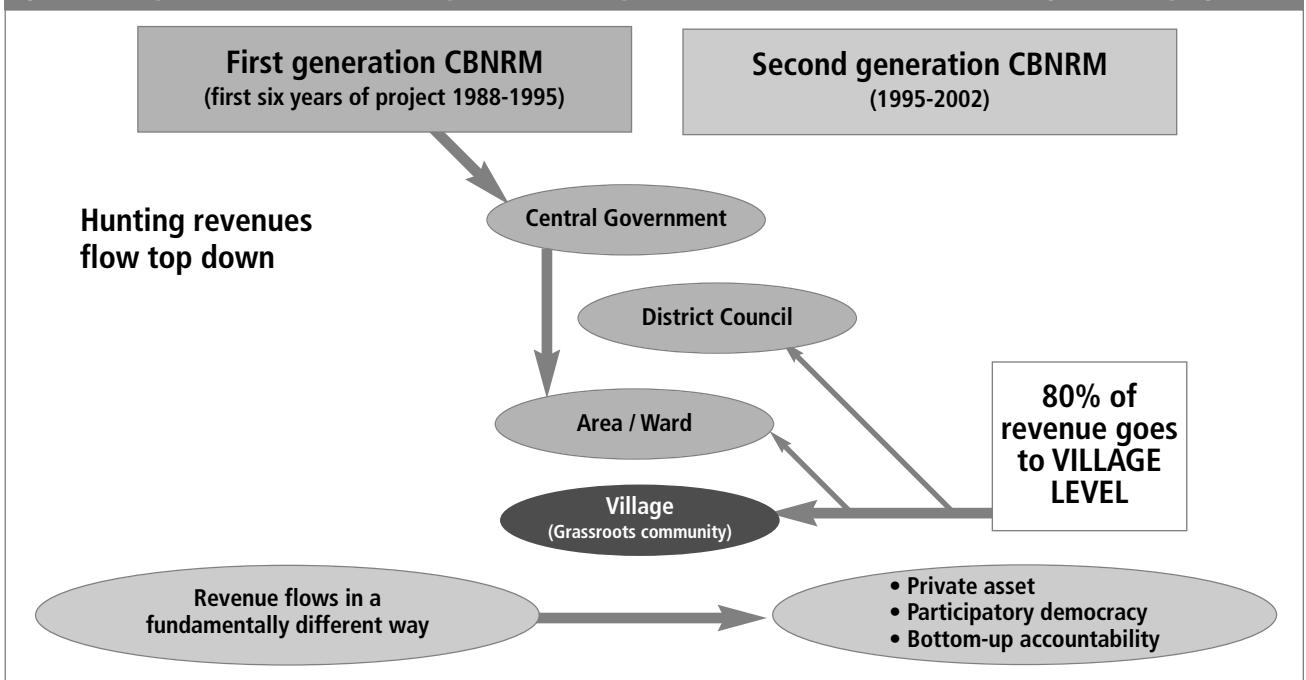 First generation CBNRM
(first six years of project 1988-1995)
Second generation CBNRM
(1995-2002)
Hunting revenues
flow top down
Central Government
District Council
Area / Ward
Village
(Grassroots community)
80% of
revenue goes
to VILLAGE
LEVEL
Revenue flows in a
fundamentally different way
• Private asset
• Participatory democracy
• Bottom-up accountability